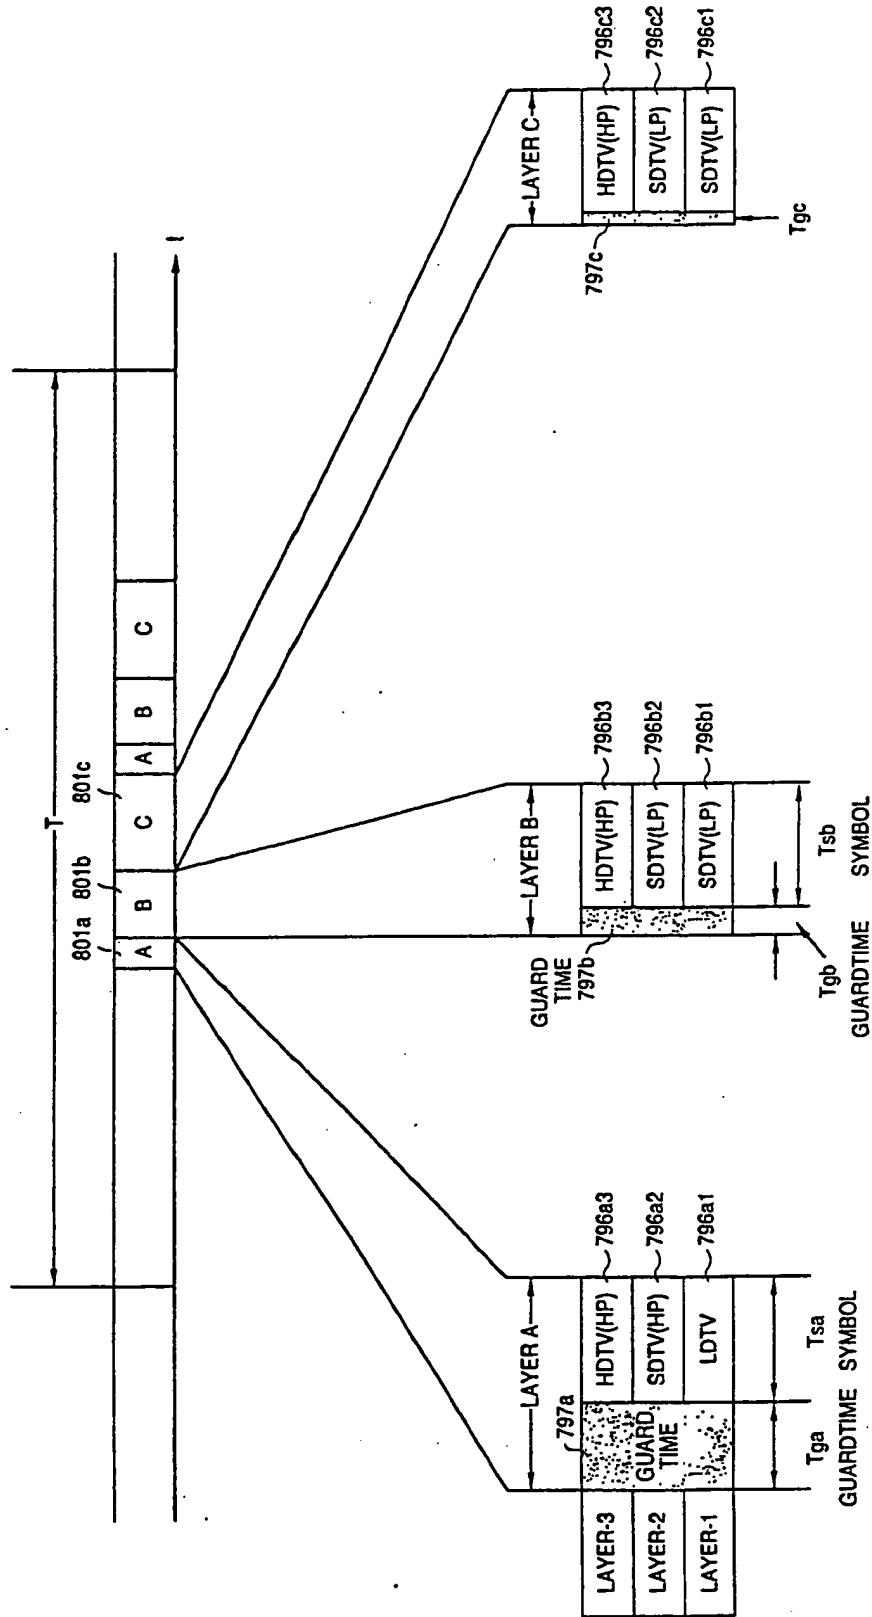 T
t
801a
801b
801c
A
B
C
A
B
C
LAYER A
LAYER B
LAYER C
797a
GUARD TIME
797b
797c
LAYER-3
LAYER-2
LAYER-1
GUARD
TIME
HDTV(HP)
SDTV(HP)
LDTV
796a3
796a2
796a1
HDTV(HP)
SDTV(LP)
SDTV(LP)
796b3
796b2
796b1
HDTV(HP)
SDTV(LP)
SDTV(LP)
796c3
796c2
796c1
Tga
Tsa
GUARDTIME SYMBOL
Tgb
Tsb
GUARDTIME SYMBOL
Tgc